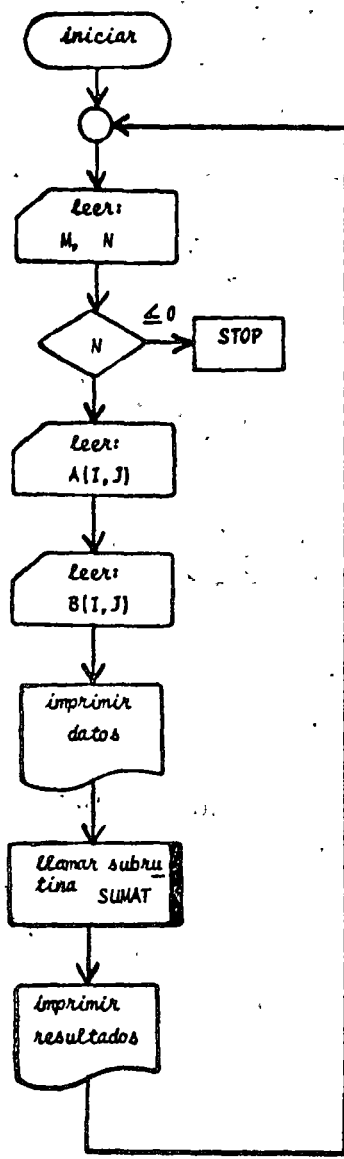 iniciar
leer:
M, N
N
≤ 0
STOP
leer:
A(I,J)
leer:
B(I,J)
imprimir
datos
llamar subru
tina SUMAT
imprimir
resultados